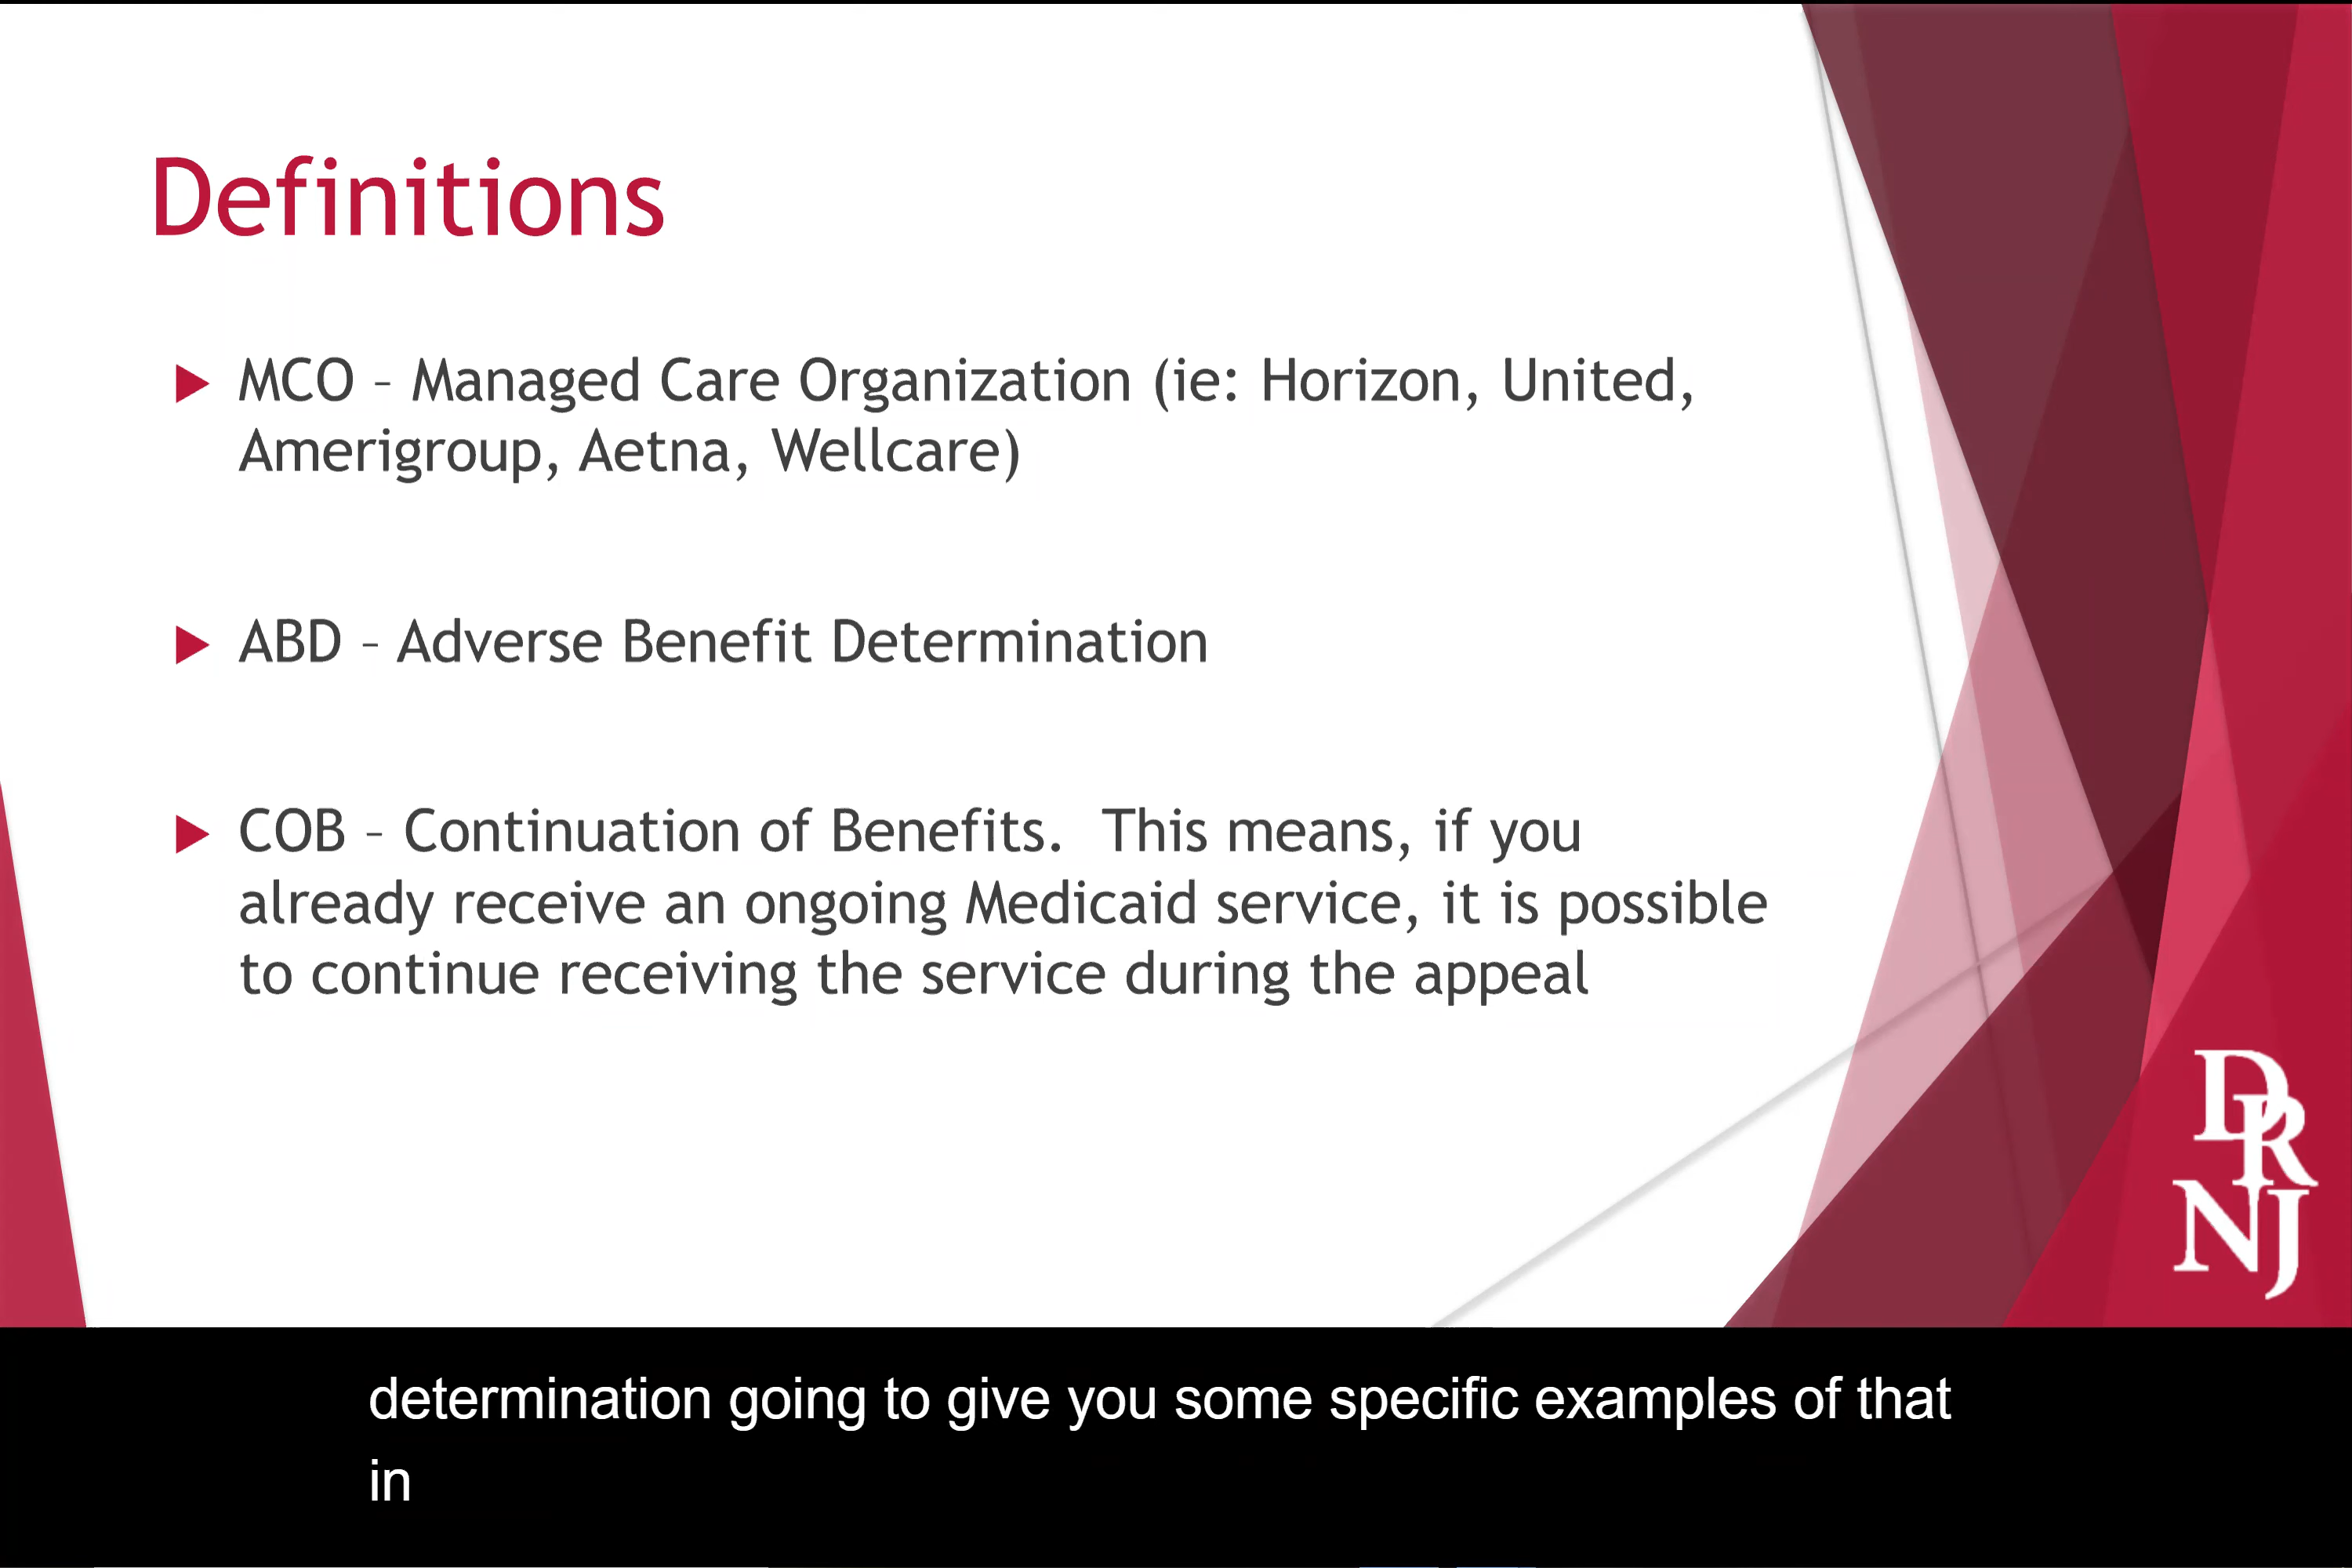 Definitions
MCO – Managed Care Organization (ie: Horizon, United,
Amerigroup, Aetna, Wellcare)
ABD – Adverse Benefit Determination
COB – Continuation of Benefits.  This means, if you
already receive an ongoing Medicaid service, it is possible
to continue receiving the service during the appeal
DR
NJ
determination going to give you some specific examples of that
in